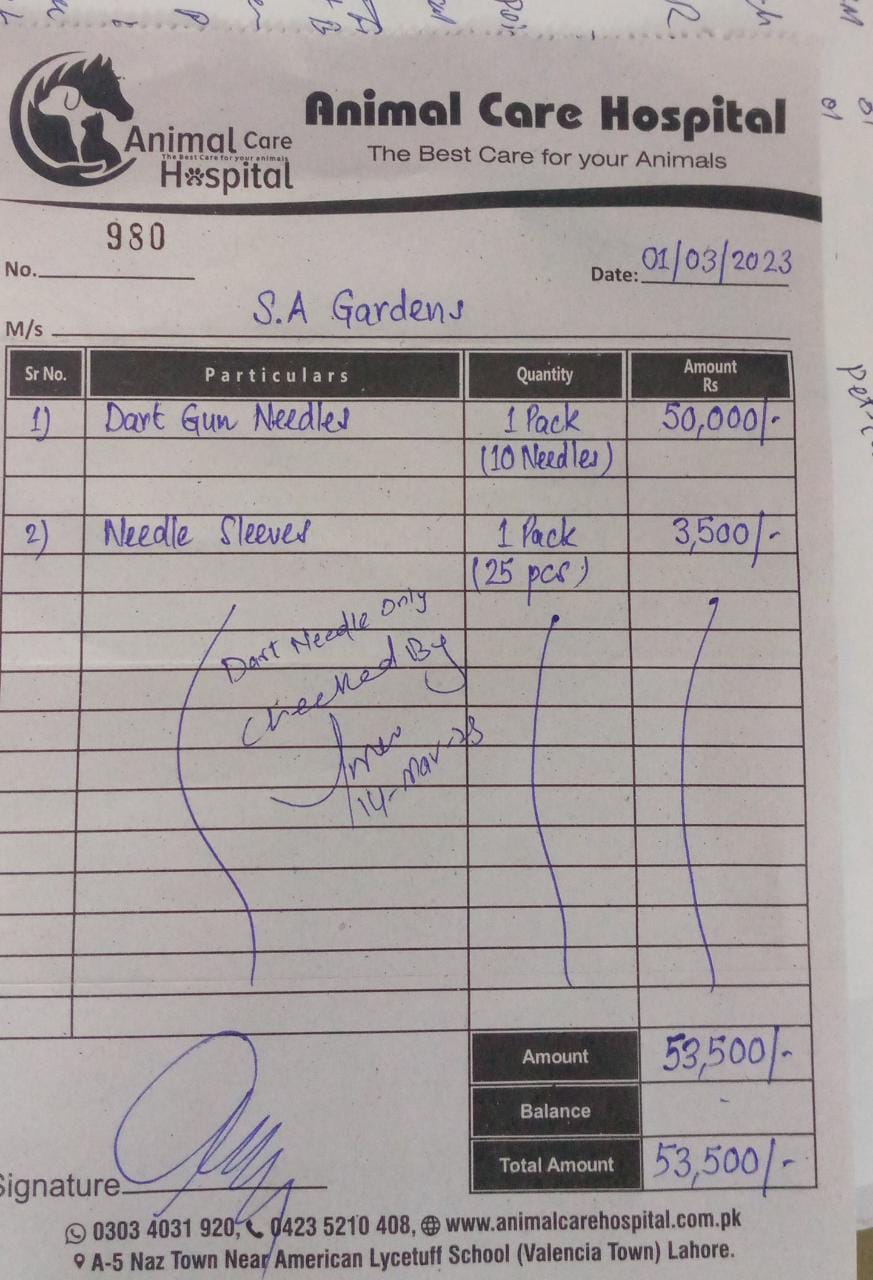 Animal Care
The Best Care for your animals
Hospital
Animal Care Hospital
The Best Care for your Animals
No. 980
Date: 01/03/2023
M/s S.A Gardens
Sr No. Particulars Quantity Amount Rs
1) Dart Gun Needles 1 Pack 50,000/-
(10 Needles)
2) Needle Sleeves 1 Pack 3,500/-
(25 pcs)
Dart Needle Only
Checked By
14-Mar-23
Amount 53,500/-
Balance -
Total Amount 53,500/-
Signature
0303 4031 920, 0423 5210 408, www.animalcarehospital.com.pk
A-5 Naz Town Near American Lycetuff School (Valencia Town) Lahore.